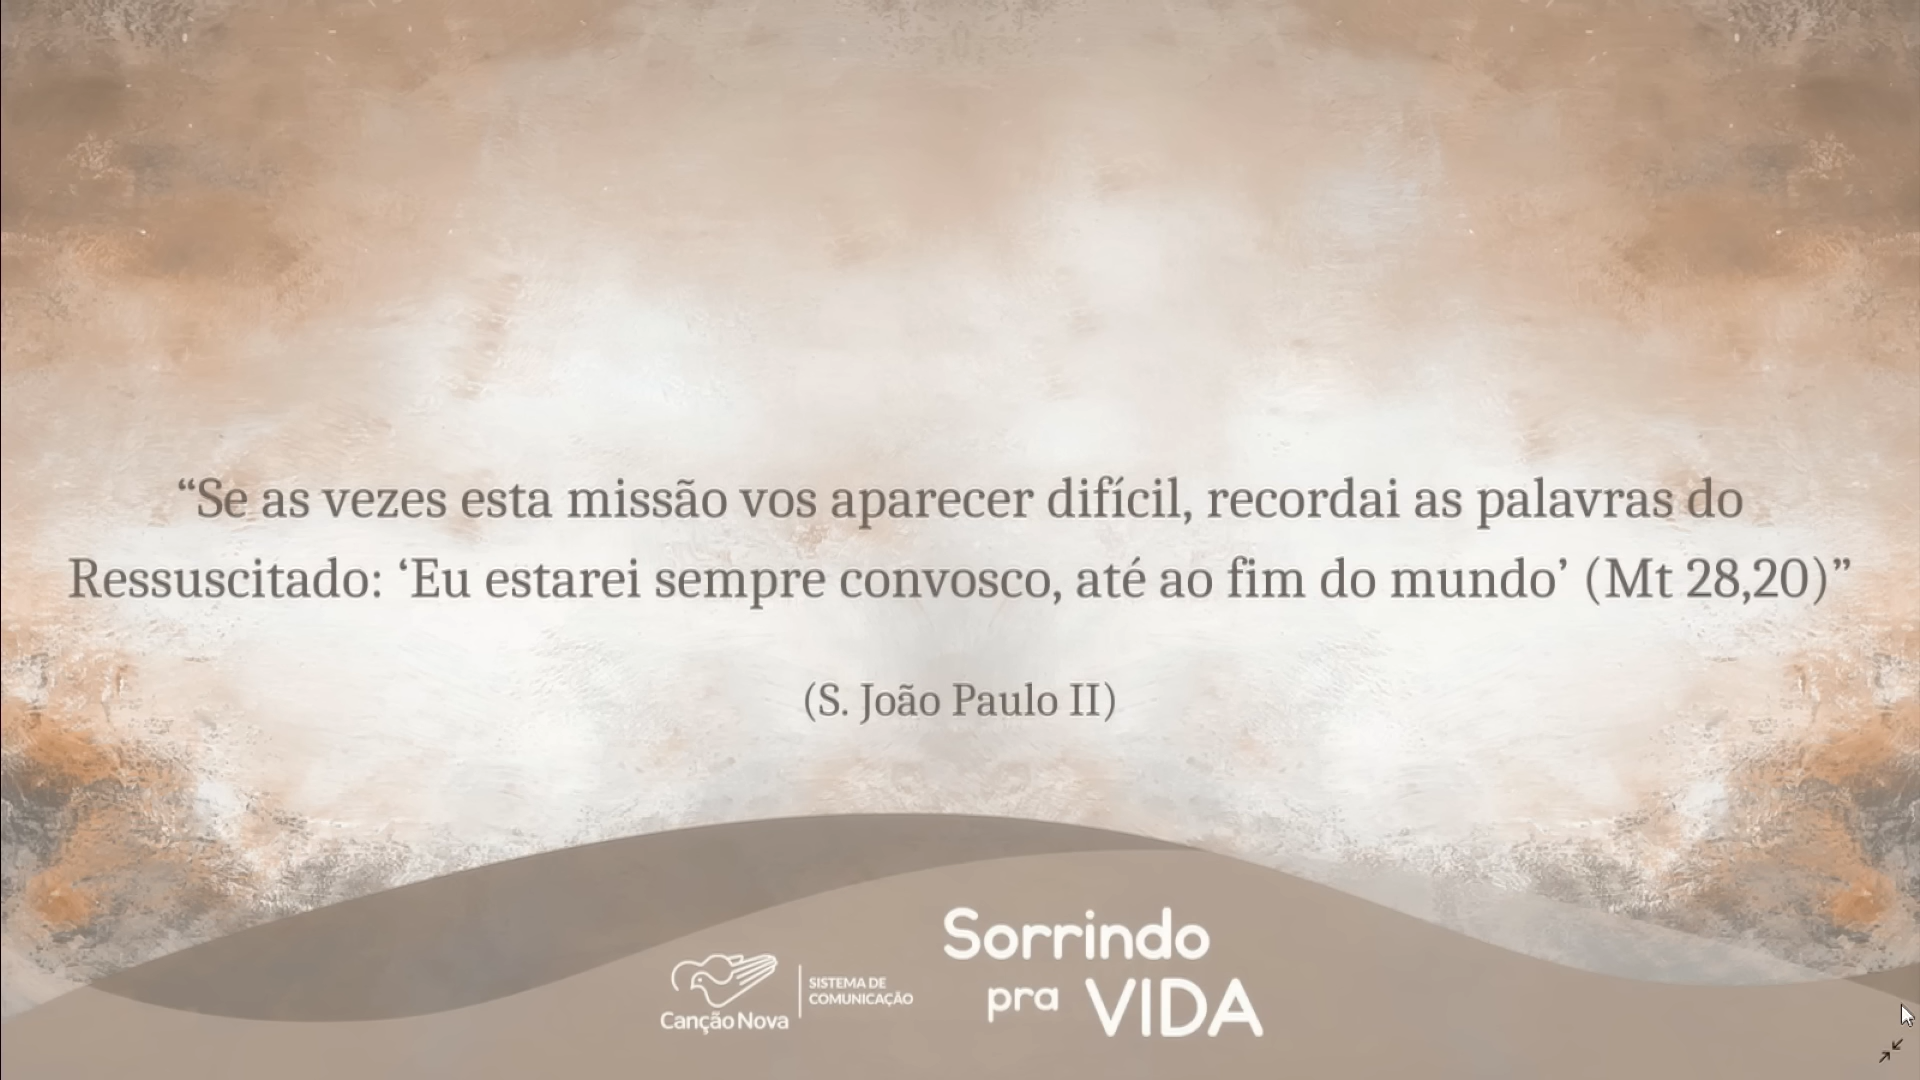 “Se as vezes esta missão vos aparecer difícil, recordai as palavras do
Ressuscitado: ‘Eu estarei sempre convosco, até ao fim do mundo’ (Mt 28,20)”
(S. João Paulo II)
Canção Nova
SISTEMA DE
COMUNICAÇÃO
Sorrindo
pra VIDA